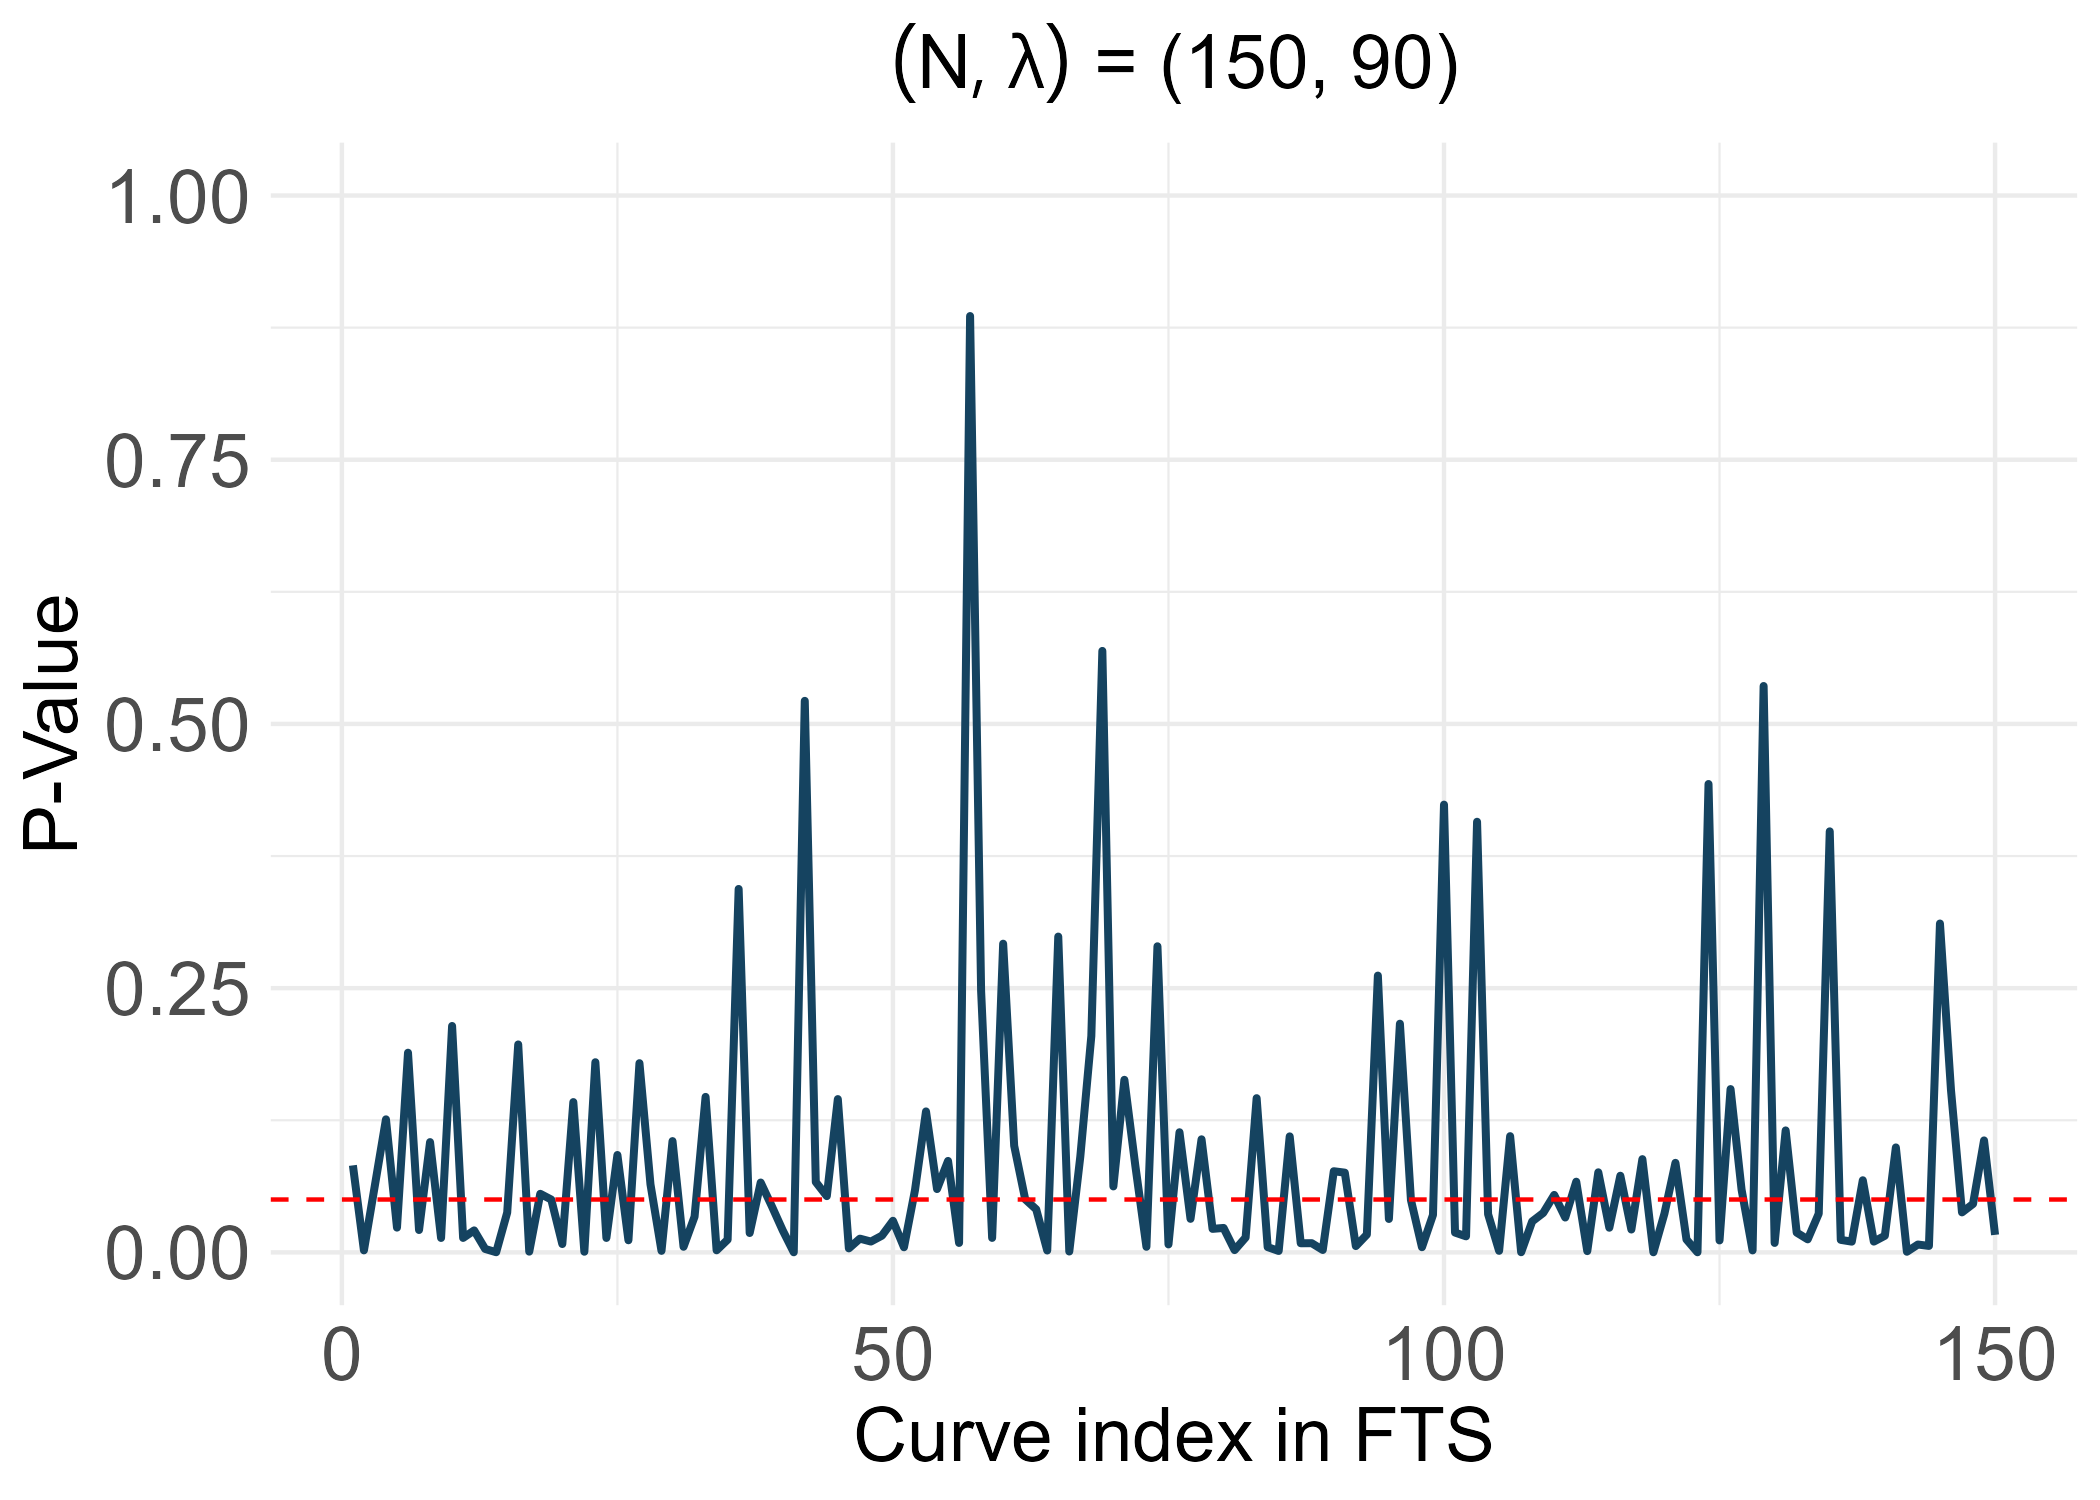 (N, λ) = (150, 90)
1.00
0.75
0.50
0.25
0.00
P-Value
0 50 100 150
Curve index in FTS